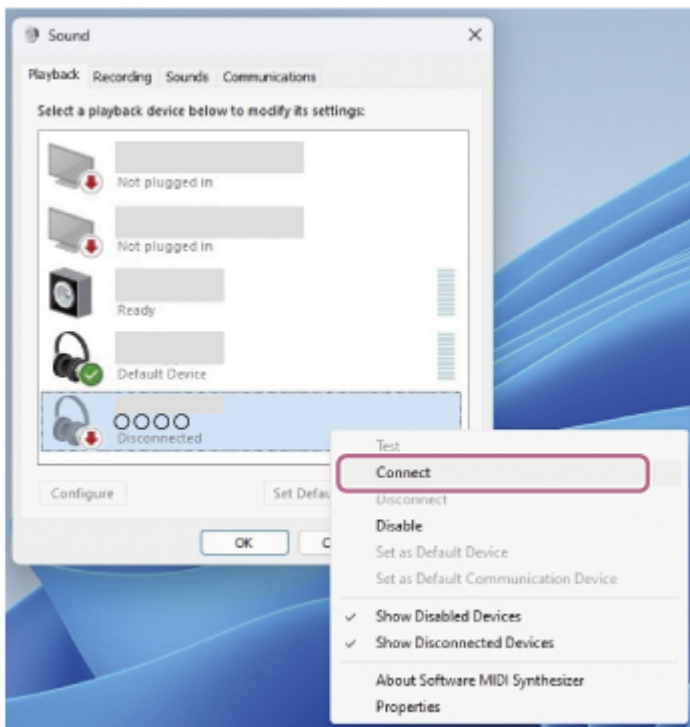 Sound
Playback Recording Sounds Communications
Select a playback device below to modify its settings:
Not plugged in
Not plugged in
Ready
Default Device
OOOO
Disconnected
Configure
Set Defau
OK
C
Test
Connect
Disconnect
Disable
Set as Default Device
Set as Default Communication Device
✓ Show Disabled Devices
✓ Show Disconnected Devices
About Software MIDI Synthesizer
Properties